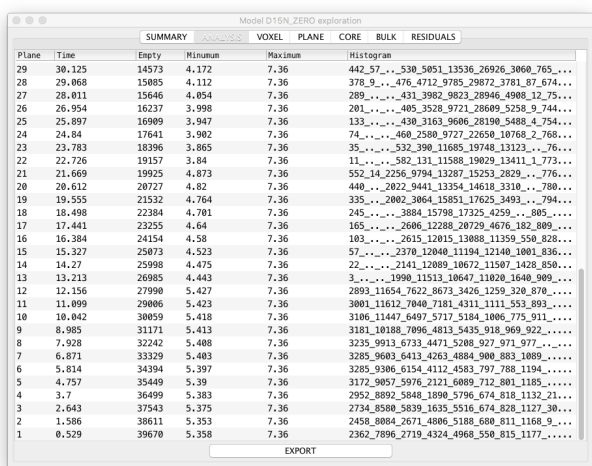 Model D15N_ZERO exploration
SUMMARY ANALYSIS VOXEL PLANE CORE BULK RESIDUALS
Plane Time Empty Minumum Maximum Histogram
29 30.125 14573 4.172 7.36 442_57_.._530_5051_13536_26926_3060_765_...
28 29.068 15085 4.112 7.36 378_9_.._476_4712_9785_29872_3781_87_674...
27 28.011 15646 4.054 7.36 289_.._.._431_3982_9823_28946_4908_12_75...
26 26.954 16237 3.998 7.36 201_.._.._405_3528_9721_28609_5258_9_744...
25 25.897 16909 3.947 7.36 133_.._.._430_3163_9606_28190_5488_4_754...
24 24.84 17641 3.902 7.36 74_.._.._460_2580_9727_22650_10768_2_768...
23 23.783 18396 3.865 7.36 35_.._.._532_390_11685_19748_13123_.._76...
22 22.726 19157 3.84 7.36 11_.._.._582_131_11588_19029_13411_1_773...
21 21.669 19925 4.873 7.36 552_14_2256_9794_13287_15253_2829_.._776...
20 20.612 20727 4.82 7.36 440_.._2022_9441_13354_14618_3310_.._780...
19 19.555 21532 4.764 7.36 335_.._.._2002_3064_15851_17625_3493_.._794...
18 18.498 22384 4.701 7.36 245_.._.._3884_15798_17325_4259_.._805_....
17 17.441 23255 4.64 7.36 165_.._.._2606_12288_20729_4676_182_809_...
16 16.384 24154 4.58 7.36 103_.._.._2615_12015_13088_11359_550_828...
15 15.327 25073 4.523 7.36 57_.._.._2370_12040_11194_12140_1001_836...
14 14.27 25998 4.475 7.36 22_.._.._2141_12089_10672_11507_1428_850...
13 13.213 26985 4.443 7.36 3_.._.._1990_11513_10647_11020_1640_909_...
12 12.156 27990 5.427 7.36 2893_11654_7622_8673_3426_1259_320_870_....
11 11.099 29006 5.423 7.36 3001_11612_7040_7181_4311_1111_553_893_....
10 10.042 30059 5.418 7.36 3106_11447_6497_5717_5184_1006_775_911_....
9 8.985 31171 5.413 7.36 3181_10188_7096_4813_5435_918_969_922_.....
8 7.928 32242 5.408 7.36 3235_9913_6733_4471_5208_927_971_977_.._...
7 6.871 33329 5.403 7.36 3285_9603_6413_4263_4884_900_883_1089_.....
6 5.814 34394 5.397 7.36 3285_9306_6154_4112_4583_797_788_1194_.....
5 4.757 35449 5.39 7.36 3172_9057_5976_2121_6089_712_801_1185_.....
4 3.7 36499 5.383 7.36 2952_8892_5848_1890_5796_674_818_1132_21...
3 2.643 37543 5.375 7.36 2734_8580_5839_1635_5516_674_828_1127_30...
2 1.586 38611 5.353 7.36 2458_8084_2671_4806_5188_680_811_1168_9_...
1 0.529 39670 5.358 7.36 2362_7896_2719_4324_4968_550_815_1177_.....
EXPORT